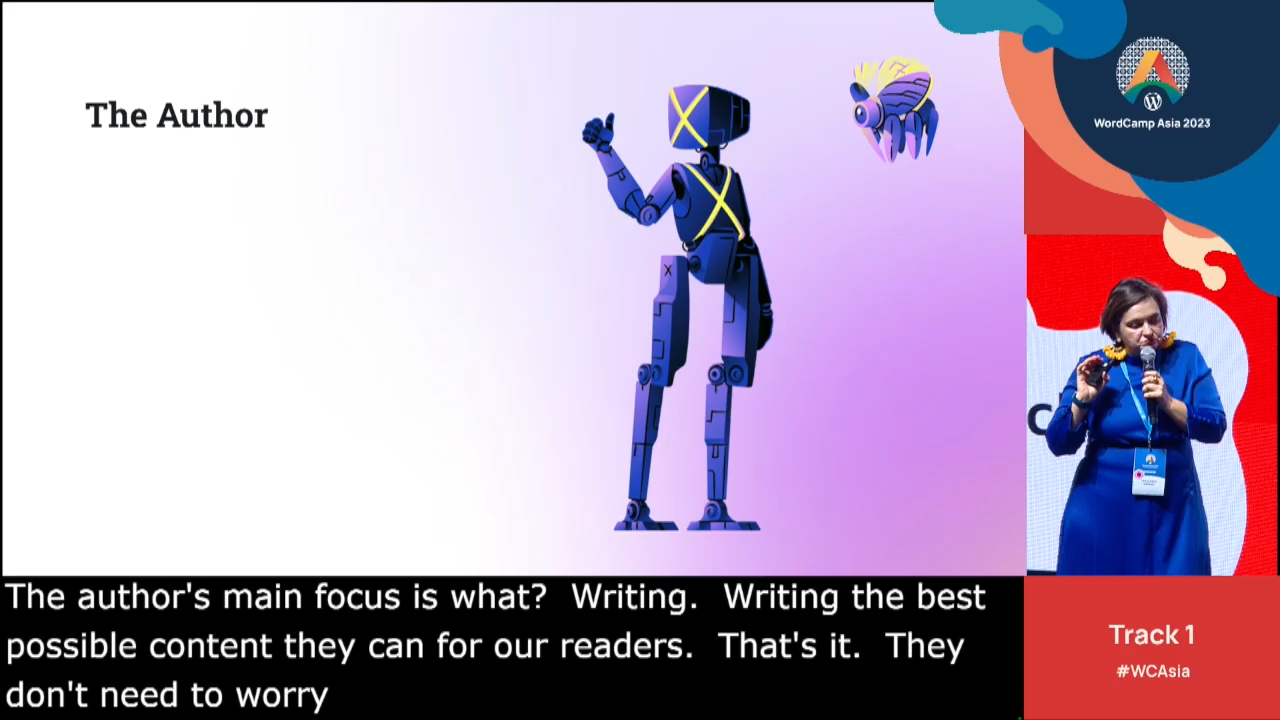 The Author
WordCamp Asia 2023
The author's main focus is what? Writing. Writing the best
possible content they can for our readers. That's it. They
don't need to worry
Track 1
#WCAsia